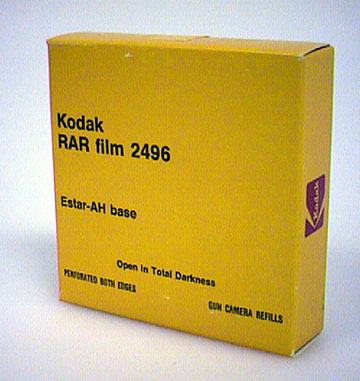 Kodak
RAR film 2496
Estar-AH base
Open in Total Darkness
PERFORATED BOTH EDGES
GUN CAMERA REFILLS
Kodak